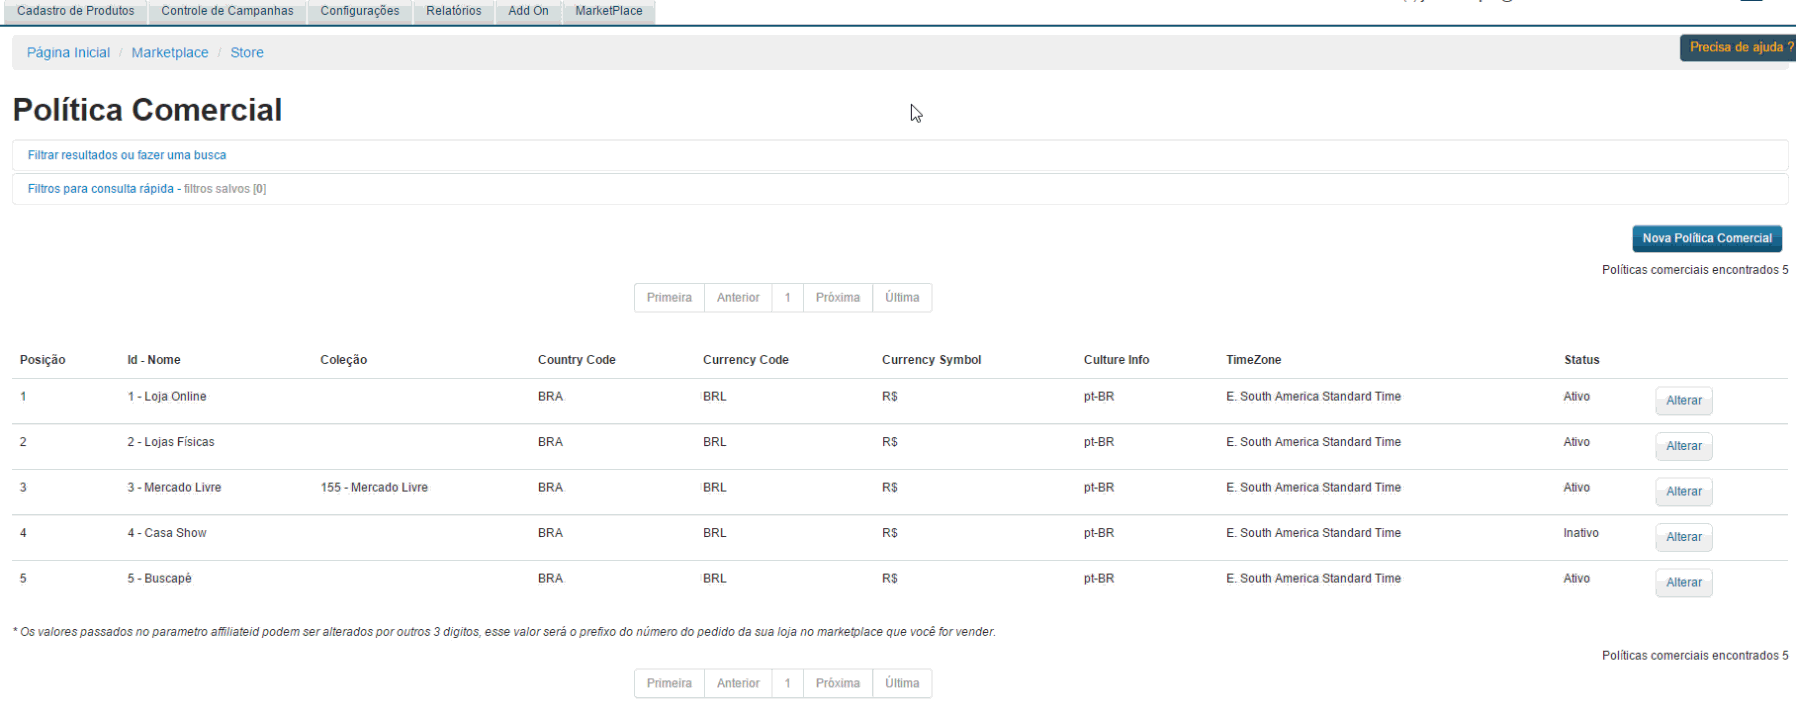 Cadastro de Produtos Controle de Campanhas Configurações Relatórios Add On MarketPlace
Página Inicial / Marketplace / Store
Precisa de ajuda ?
Política Comercial
Filtrar resultados ou fazer uma busca
Filtros para consulta rápida - filtros salvos [0]
Nova Política Comercial
Políticas comerciais encontrados 5
Primeira Anterior 1 Próxima Última
Posição Id - Nome Coleção Country Code Currency Code Currency Symbol Culture Info TimeZone Status
1 1 - Loja Online BRA BRL R$ pt-BR E. South America Standard Time Ativo Alterar
2 2 - Lojas Físicas BRA BRL R$ pt-BR E. South America Standard Time Ativo Alterar
3 3 - Mercado Livre 155 - Mercado Livre BRA BRL R$ pt-BR E. South America Standard Time Ativo Alterar
4 4 - Casa Show BRA BRL R$ pt-BR E. South America Standard Time Inativo Alterar
5 5 - Buscapé BRA BRL R$ pt-BR E. South America Standard Time Ativo Alterar
* Os valores passados no parametro affiliateid podem ser alterados por outros 3 digitos, esse valor será o prefixo do número do pedido da sua loja no marketplace que você for vender.
Políticas comerciais encontrados 5
Primeira Anterior 1 Próxima Última